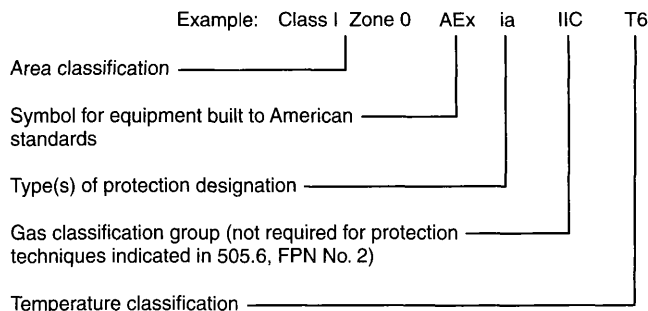 Example: Class I Zone 0 AEx ia IIC T6
Area classification
Symbol for equipment built to American
standards
Type(s) of protection designation
Gas classification group (not required for protection
techniques indicated in 505.6, FPN No. 2)
Temperature classification